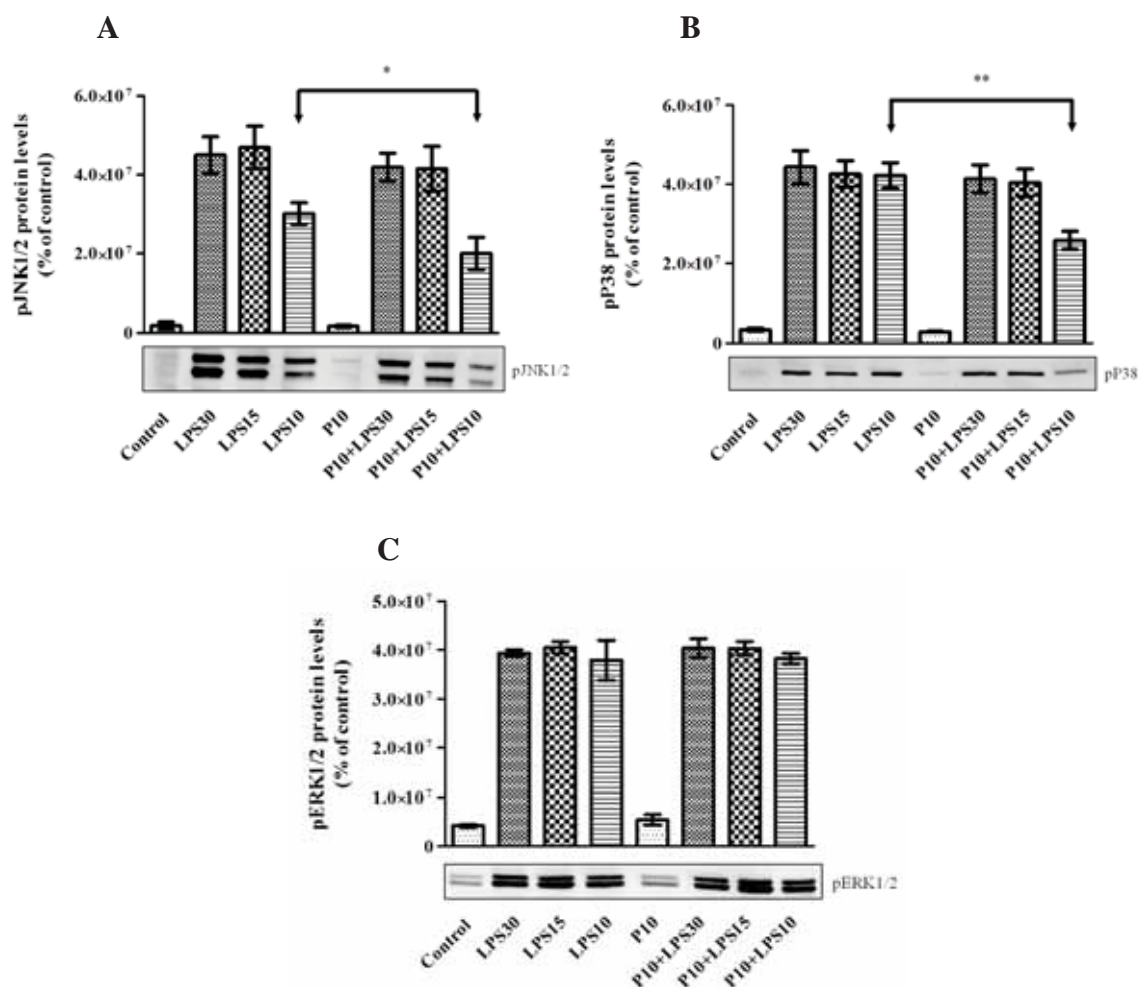 A
*
6.0×10⁷
4.0×10⁷
2.0×10⁷
0
pJNK1/2 protein levels
(% of control)
pJNK1/2
Control
LPS30
LPS15
LPS10
P10
P10+LPS30
P10+LPS15
P10+LPS10
B
**
6.0×10⁷
4.0×10⁷
2.0×10⁷
0
pP38 protein levels
(% of control)
pP38
Control
LPS30
LPS15
LPS10
P10
P10+LPS30
P10+LPS15
P10+LPS10
C
5.0×10⁷
4.0×10⁷
3.0×10⁷
2.0×10⁷
1.0×10⁷
0
pERK1/2 protein levels
(% of control)
pERK1/2
Control
LPS30
LPS15
LPS10
P10
P10+LPS30
P10+LPS15
P10+LPS10